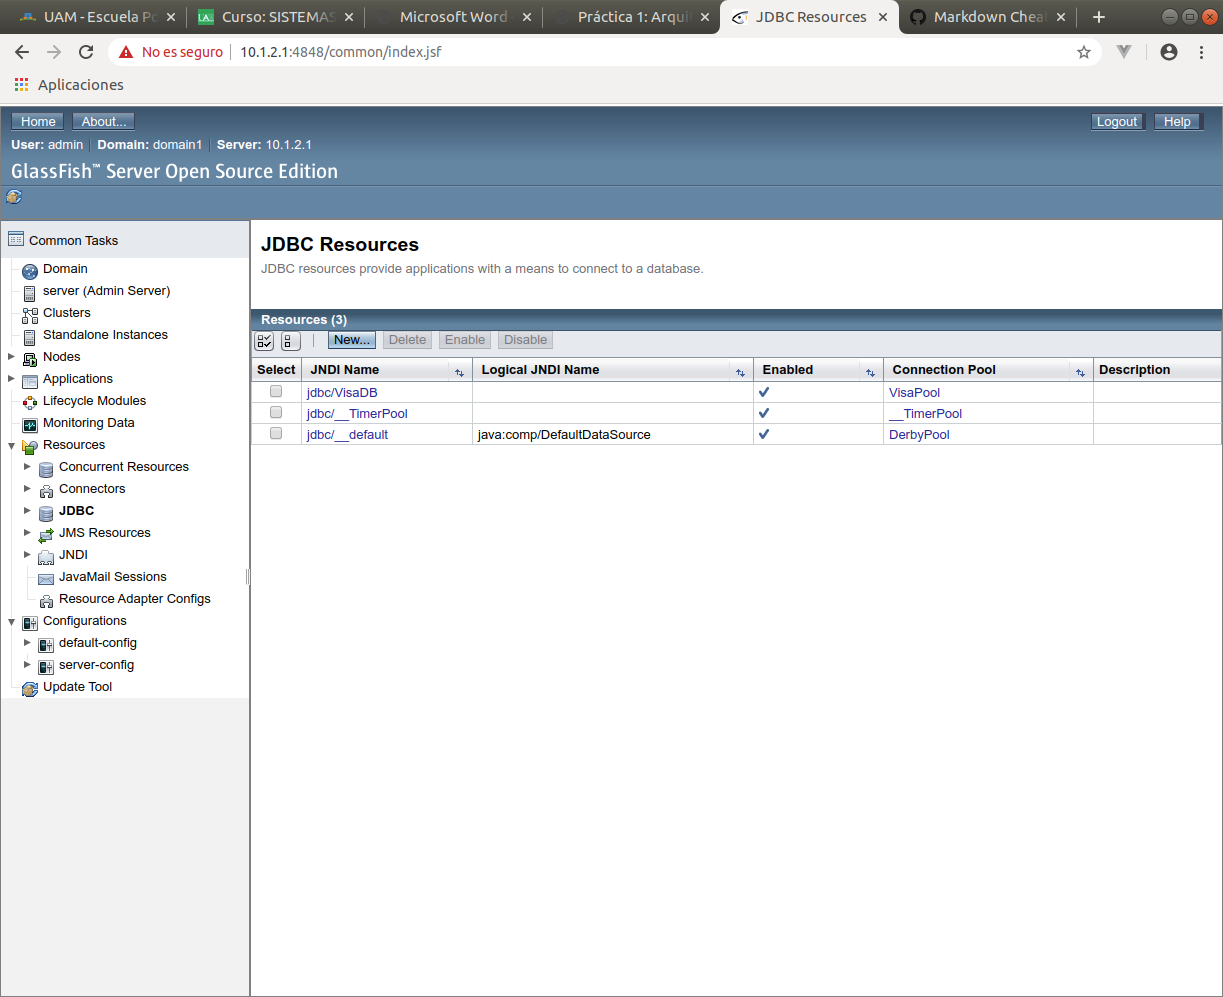 UAM - Escuela Po
Curso: SISTEMAS
Microsoft Word
Práctica 1: Arqui
JDBC Resources
Markdown Cheat
No es seguro
10.1.2.1:4848/common/index.jsf
Aplicaciones
Home
About...
Logout
Help
User: admin
Domain: domain1
Server: 10.1.2.1
GlassFish™ Server Open Source Edition
Common Tasks
Domain
server (Admin Server)
Clusters
Standalone Instances
Nodes
Applications
Lifecycle Modules
Monitoring Data
Resources
Concurrent Resources
Connectors
JDBC
JMS Resources
JNDI
JavaMail Sessions
Resource Adapter Configs
Configurations
default-config
server-config
Update Tool
JDBC Resources
JDBC resources provide applications with a means to connect to a database.
Resources (3)
New...
Delete
Enable
Disable
Select
JNDI Name
Logical JNDI Name
Enabled
Connection Pool
Description
jdbc/VisaDB
VisaPool
jdbc/__TimerPool
__TimerPool
jdbc/__default
java:comp/DefaultDataSource
DerbyPool